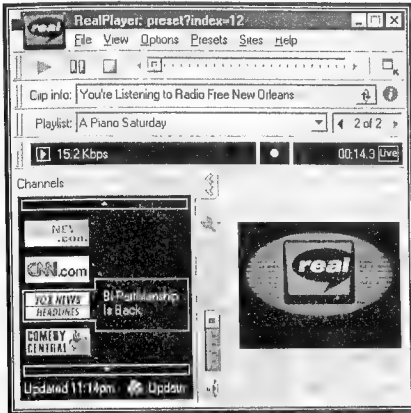 real
RealPlayer: preset?index=12
File View Options Presets Sites Help
Clip info: You're Listening to Radio Free New Orleans
Playlist: A Piano Saturday
2 of 2
15.2 Kbps
00:14.3 Live
Channels
.com.
CNN.com
FOX NEWS
HEADLINES
Bi-Partisanship
Is Back
COMEDY
CENTRAL
Updated 11:14pm
real